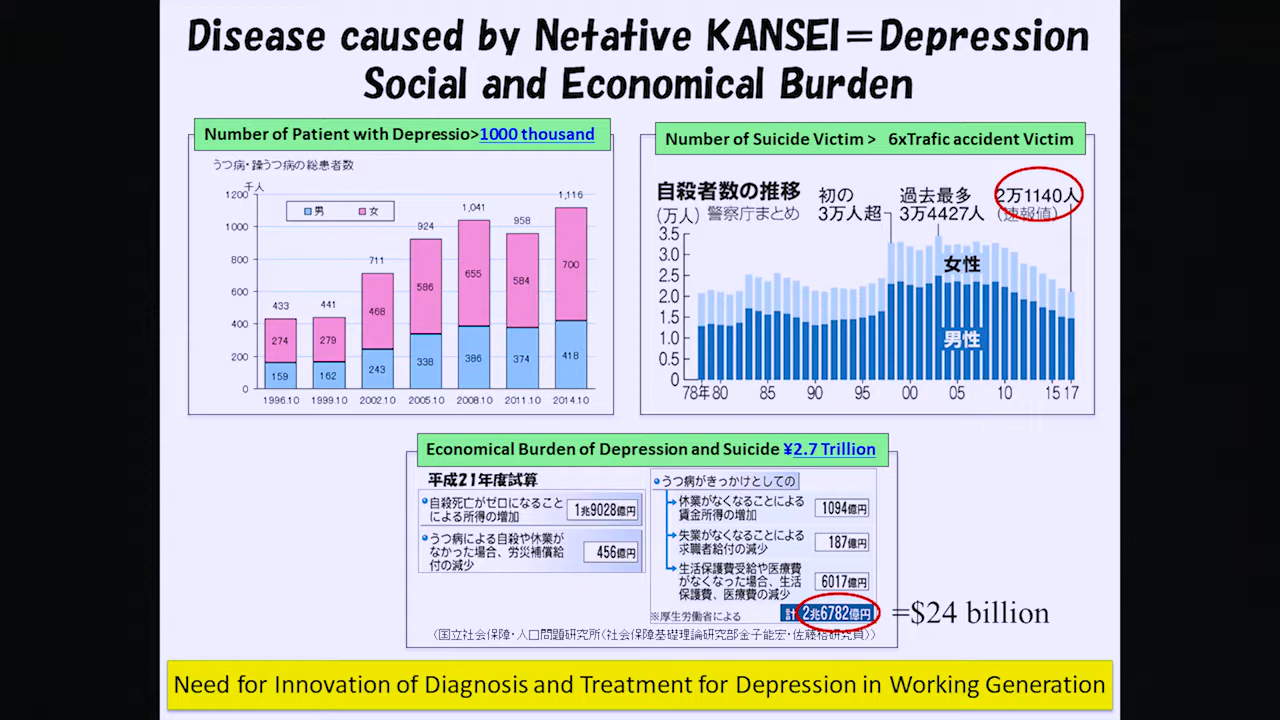 Disease caused by Netative KANSEI=Depression
Social and Economical Burden
Number of Patient with Depressio>1000 thousand
うつ病・躁うつ病の総患者数
千人
1200
1000
800
600
400
200
0
男 女
433 441 711 924 1,041 958 1,116
274 279 468 586 655 584 700
159 162 243 338 386 374 418
1996.10 1999.10 2002.10 2005.10 2008.10 2011.10 2014.10
Number of Suicide Victim > 6xTrafic accident Victim
自殺者数の推移
(万人) 警察庁まとめ
初の
3万人超
過去最多
3万4427人
2万1140人
(速報値)
3.5
3.0
2.5
2.0
1.5
1.0
0.5
0
女性
男性
78年 80 85 90 95 00 05 10 15 17
Economical Burden of Depression and Suicide ¥2.7 Trillion
平成21年度試算
自殺死亡がゼロになること
による所得の増加
1兆9028億円
うつ病による自殺や休業が
なかった場合、労災補償給
付の減少
456億円
うつ病がきっかけとしての
休業がなくなることによる
賃金所得の増加
1094億円
失業がなくなることによる
求職者給付の減少
187億円
生活保護費受給や医療費
がなくなった場合、生活
保護費、医療費の減少
6017億円
※厚生労働省による
計 2兆6782億円
=$24 billion
(国立社会保障・人口問題研究所(社会保障基礎理論研究部金子能宏・佐藤格研究員))
Need for Innovation of Diagnosis and Treatment for Depression in Working Generation